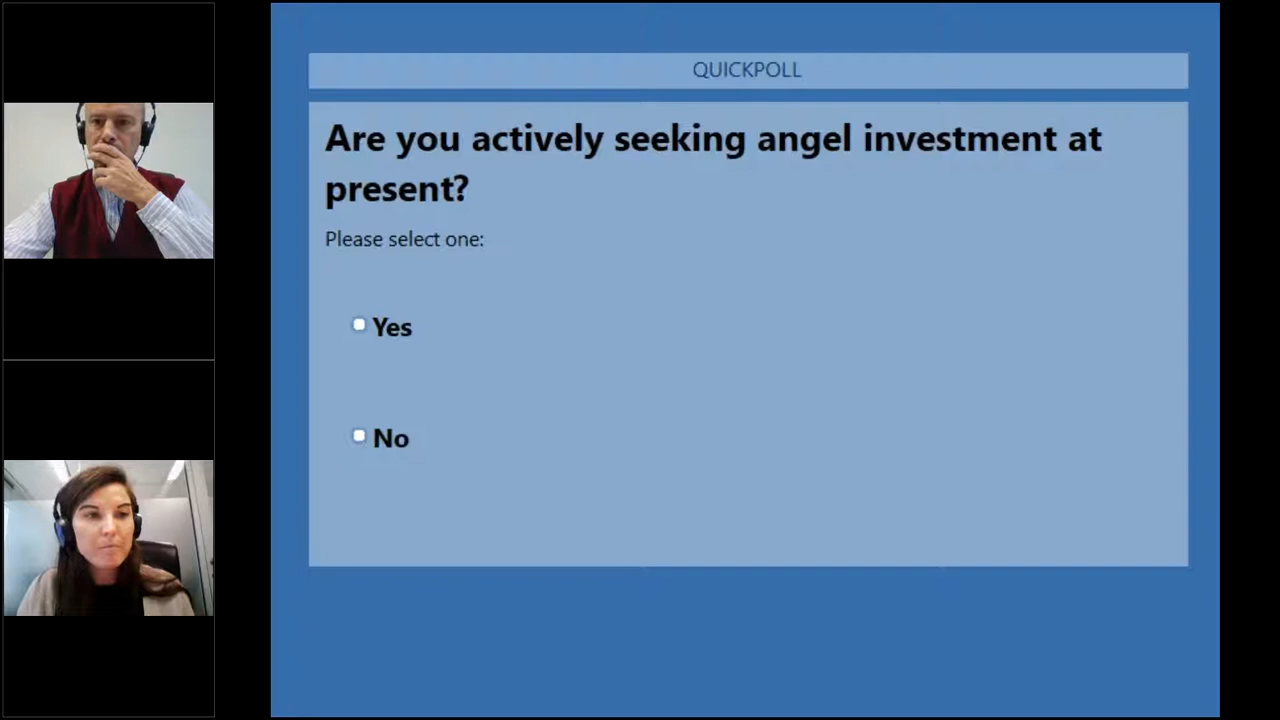 QUICKPOLL
Are you actively seeking angel investment at
present?
Please select one:
Yes
No